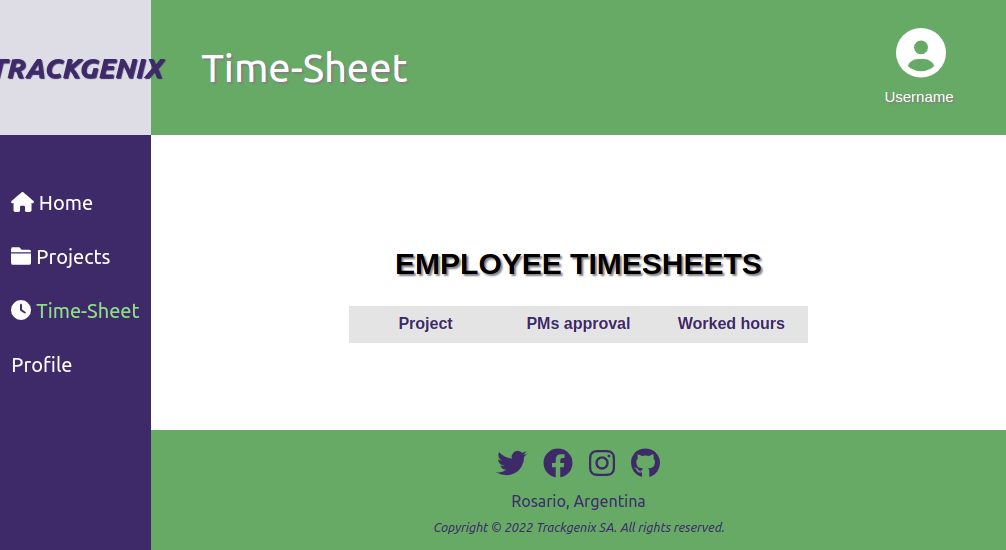 TRACKGENIX
Time-Sheet
Username
Home
Projects
Time-Sheet
Profile
EMPLOYEE TIMESHEETS
Project PMs approval Worked hours
Rosario, Argentina
Copyright © 2022 Trackgenix SA. All rights reserved.